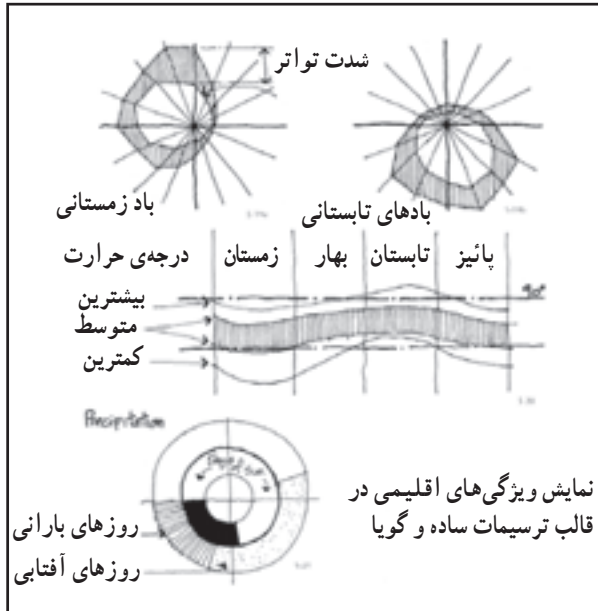 شدت تواتر
باد زمستانی
بادهای تابستانی
درجه‌ی حرارت زمستان بهار تابستان پائیز
بیشترین
متوسط
کمترین
Precipitation
روزهای بارانی
روزهای آفتابی
نمایش ویژگی‌های اقلیمی در
قالب ترسیمات ساده و گویا